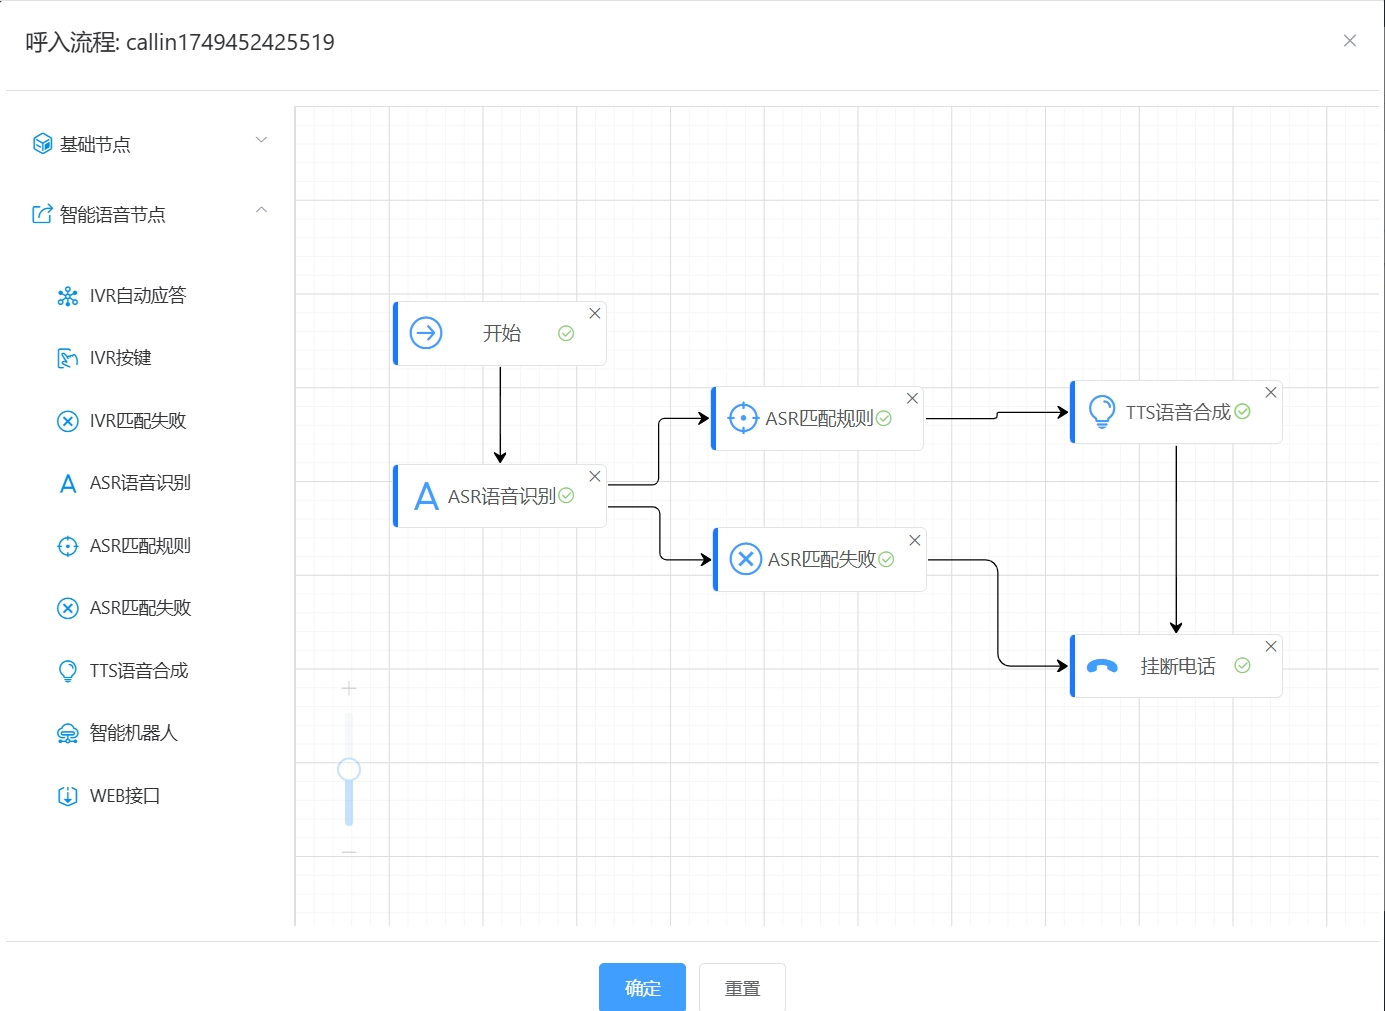 呼入流程: callin1749452425519
基础节点
智能语音节点
IVR自动应答
IVR按键
IVR匹配失败
ASR语音识别
ASR匹配规则
ASR匹配失败
TTS语音合成
智能机器人
WEB接口
开始
ASR语音识别
ASR匹配规则
TTS语音合成
ASR匹配失败
挂断电话
确定
重置